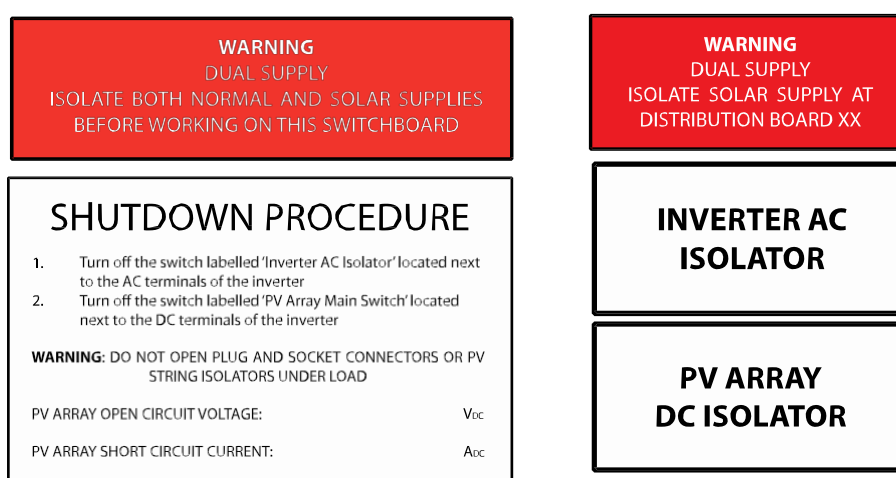 WARNING
DUAL SUPPLY
ISOLATE BOTH NORMAL AND SOLAR SUPPLIES
BEFORE WORKING ON THIS SWITCHBOARD
SHUTDOWN PROCEDURE
1. Turn off the switch labelled ‘Inverter AC Isolator’ located next
to the AC terminals of the inverter
2. Turn off the switch labelled ‘PV Array Main Switch’ located
next to the DC terminals of the inverter
WARNING: DO NOT OPEN PLUG AND SOCKET CONNECTORS OR PV
STRING ISOLATORS UNDER LOAD
PV ARRAY OPEN CIRCUIT VOLTAGE: VDC
PV ARRAY SHORT CIRCUIT CURRENT: ADC
WARNING
DUAL SUPPLY
ISOLATE SOLAR SUPPLY AT
DISTRIBUTION BOARD XX
INVERTER AC
ISOLATOR
PV ARRAY
DC ISOLATOR